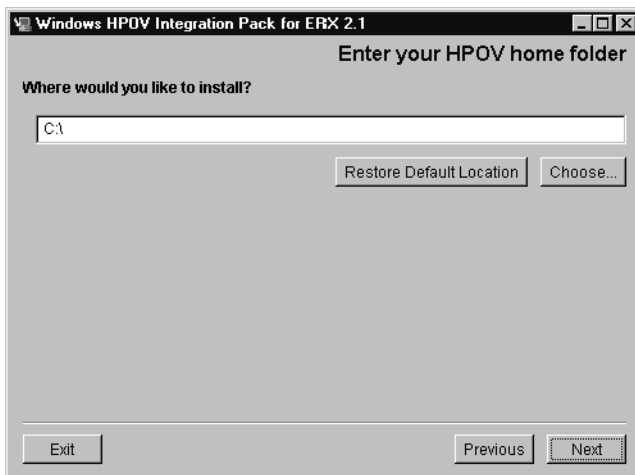 Windows HPOV Integration Pack for ERX 2.1
Enter your HPOV home folder
Where would you like to install?
C:\
Restore Default Location Choose...
Exit Previous Next